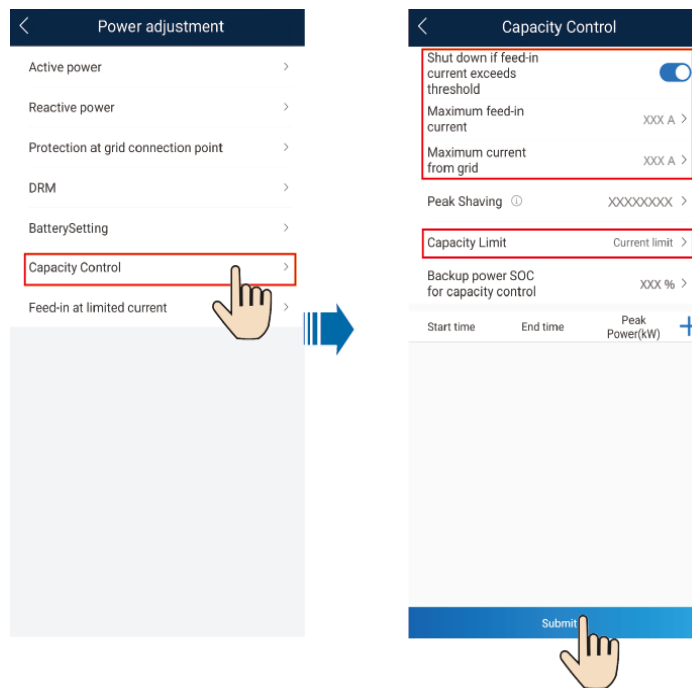 Power adjustment
Active power
Reactive power
Protection at grid connection point
DRM
BatterySetting
Capacity Control
Feed-in at limited current
Capacity Control
Shut down if feed-in
current exceeds
threshold
Maximum feed-in
current
XXX A
Maximum current
from grid
XXX A
Peak Shaving
XXXXXXXX
Capacity Limit
Current limit
Backup power SOC
for capacity control
XXX %
Start time
End time
Peak
Power(kW)
Submit